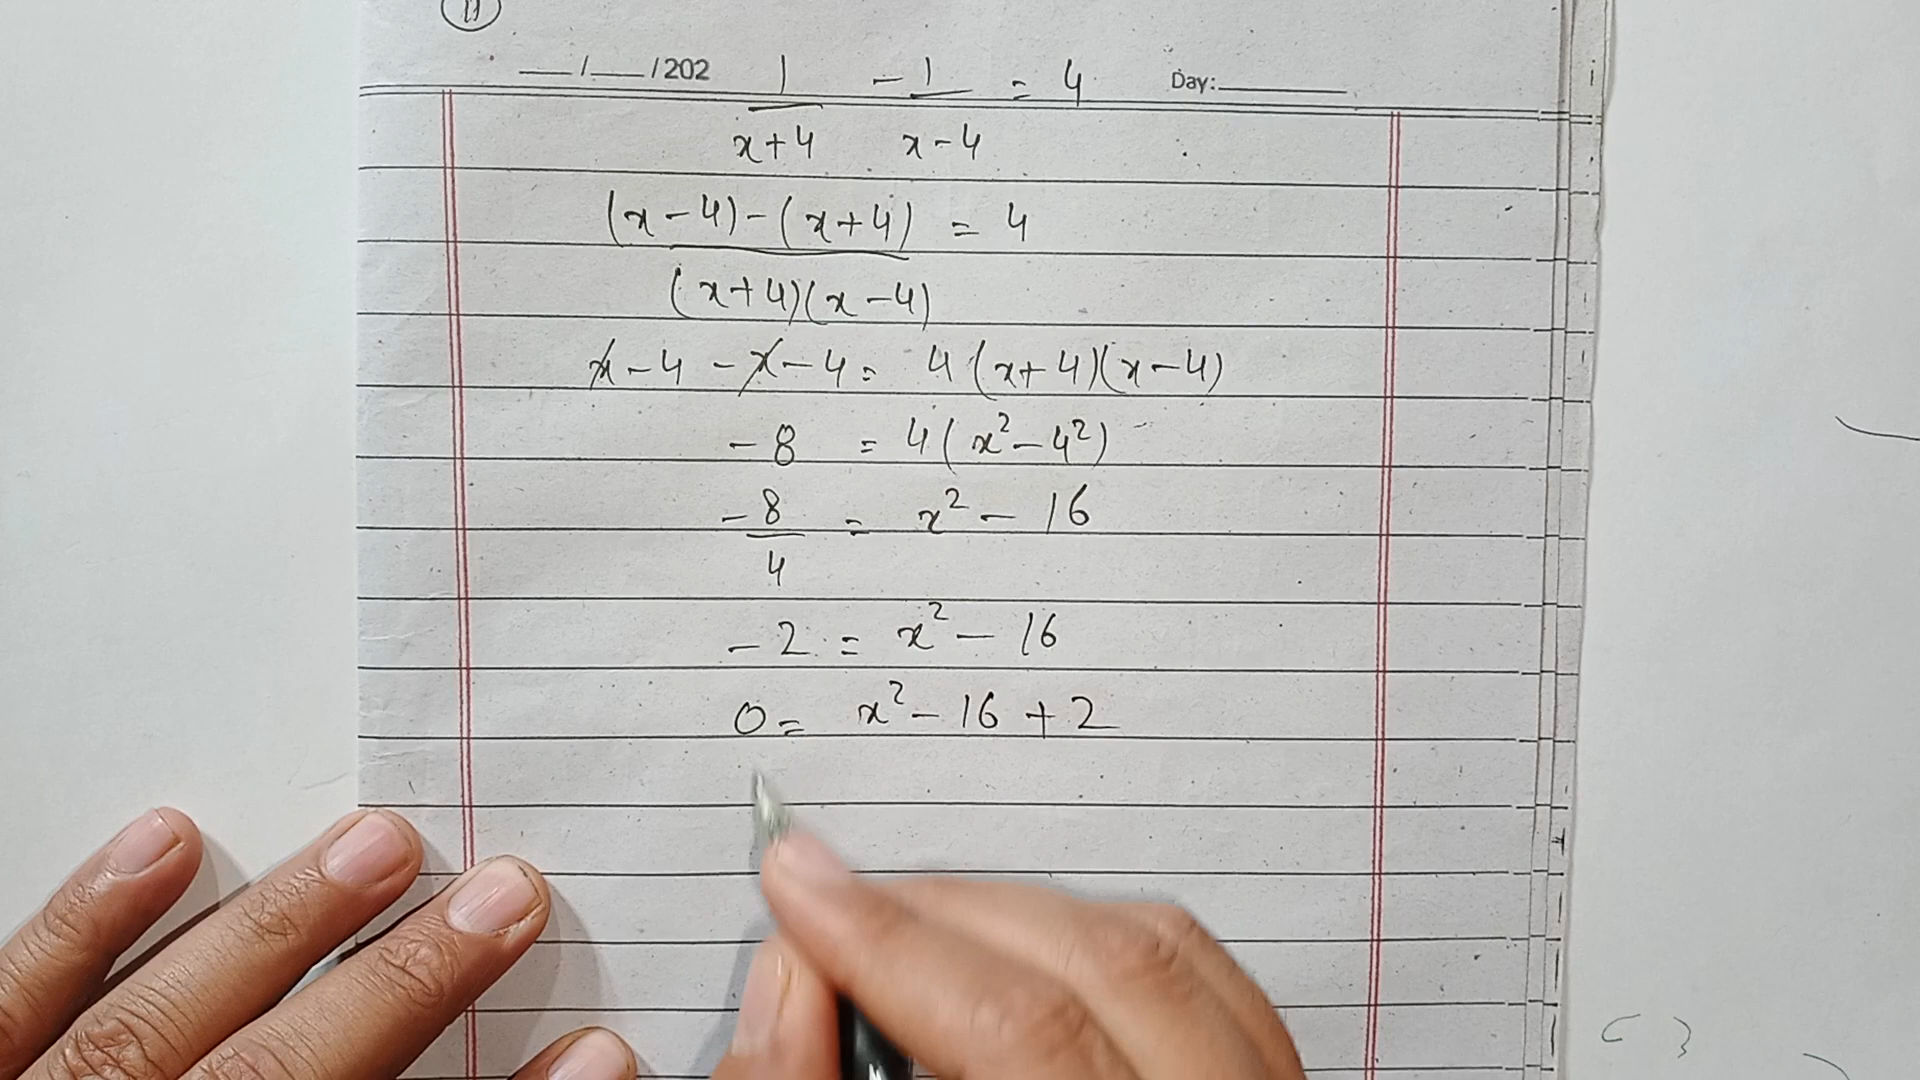 11
__/__/202 1 - 1 = 4 Day:______
x+4 x-4
(x-4)-(x+4) = 4
(x+4)(x-4)
x-4 -x-4= 4(x+4)(x-4)
-8 = 4(x²-4²)
-8 = x² - 16
4
-2 = x² - 16
0 = x² - 16 + 2